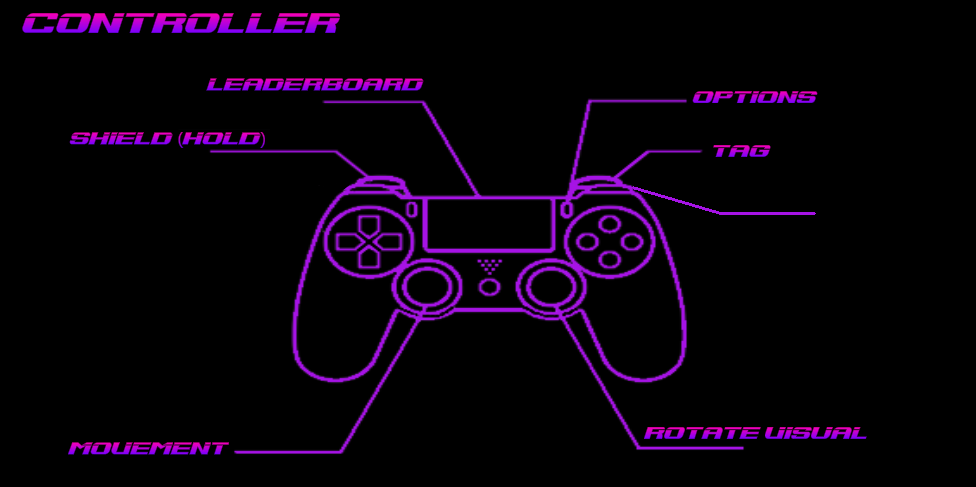 CONTROLLER
LEADERBOARD
OPTIONS
SHIELD (HOLD)
TAG
MOVEMENT
ROTATE VISUAL